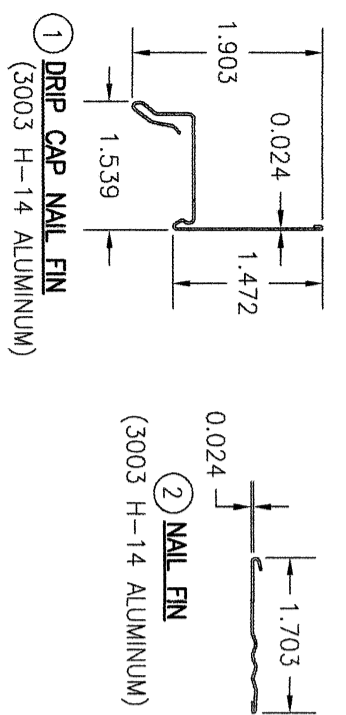 1.903
0.024
1.472
1.539
① DRIP CAP NAIL FIN
(3003 H-14 ALUMINUM)
0.024
1.703
② NAIL FIN
(3003 H-14 ALUMINUM)